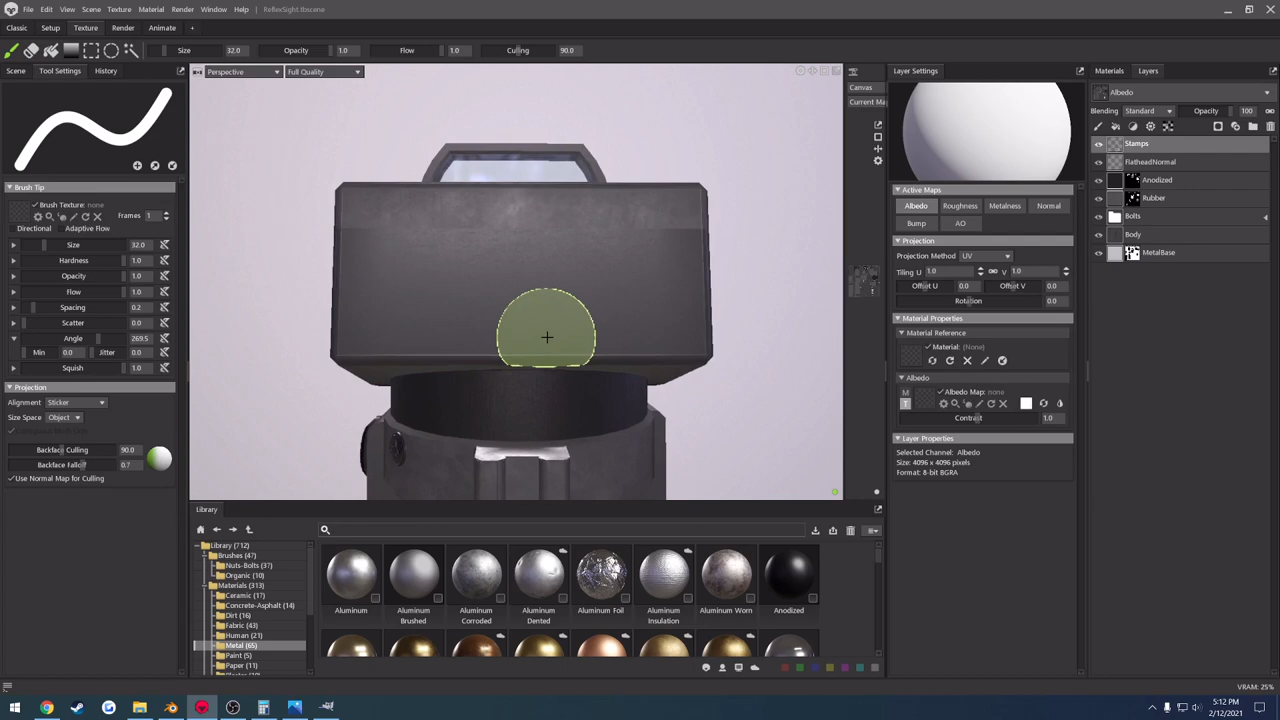 File Edit View Scene Texture Material Render Window Help ReflexSight.tbscene
Classic Setup Texture Render Animate +
Size 32.0 Opacity 1.0 Flow 1.0 Culling 90.0
Scene Tool Settings History
Perspective Full Quality
Canvas
Current Ma
Brush Tip
Brush Texture: none Frames 1
Directional Adaptive Flow
Size 32.0
Hardness 1.0
Opacity 1.0
Flow 1.0
Spacing 0.2
Scatter 0.0
Angle 269.5
Min 0.0 Jitter 0.0
Squish 1.0
Projection
Alignment Sticker
Size Space Object
Backface Culling 90.0
Backface Falloff 0.7
Use Normal Map for Culling
Library
Library (712)
Brushes (47)
Nuts-Bolts (37)
Organic (10)
Materials (313)
Ceramic (17)
Concrete-Asphalt (14)
Dirt (16)
Fabric (43)
Human (21)
Metal (65)
Paint (5)
Paper (11)
Aluminum
Aluminum Brushed
Aluminum Corroded
Aluminum Dented
Aluminum Foil
Aluminum Insulation
Aluminum Worn
Anodized
Layer Settings
Active Maps
Albedo Roughness Metalness Normal
Bump AO
Projection
Projection Method UV
Tiling U 1.0 V 1.0
Offset U 0.0 Offset V 0.0
Rotation 0.0
Material Properties
Material Reference
Material: (None)
Albedo
M Albedo Map: none
T
Contrast 1.0
Layer Properties
Selected Channel: Albedo
Size: 4096 x 4096 pixels
Format: 8-bit BGRA
Materials Layers
Albedo
Blending Standard Opacity 100
Stamps
FlatheadNormal
Anodized
Rubber
Bolts
Body
MetalBase
VRAM: 25%
5:12 PM
2/12/2021